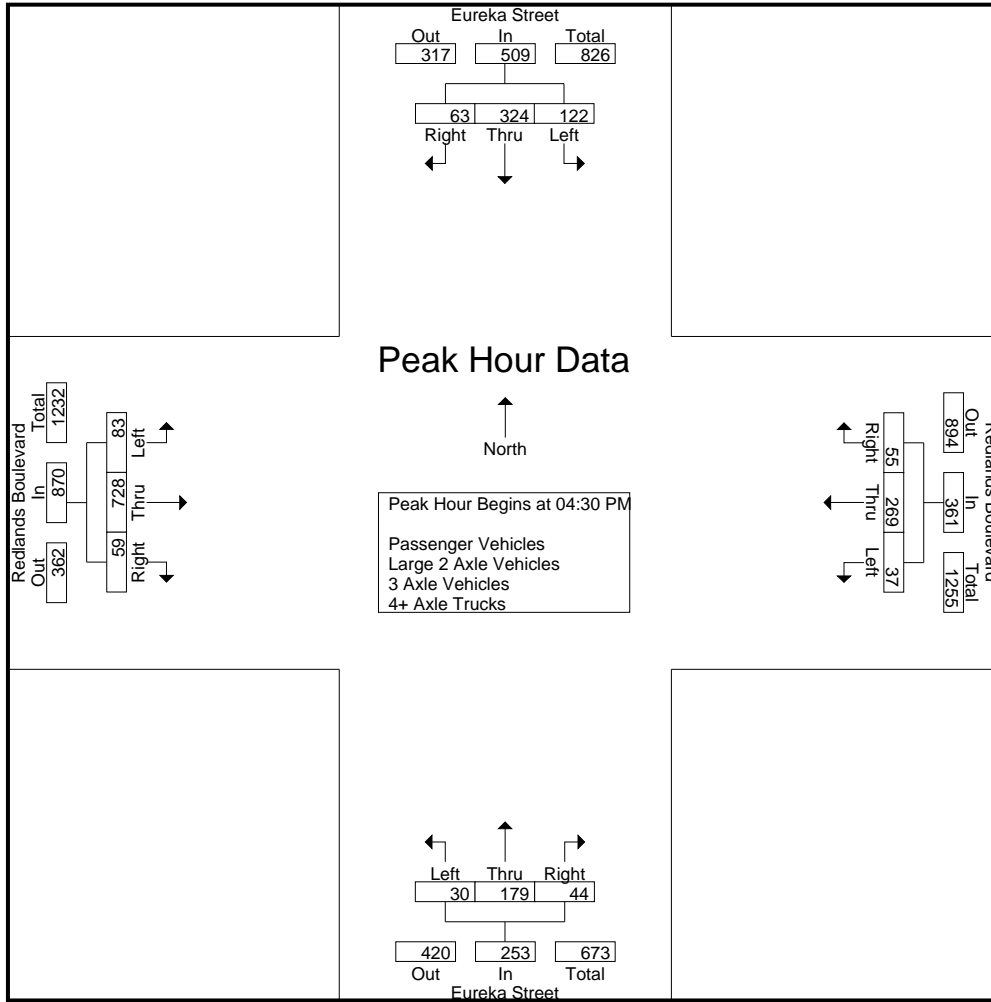 Eureka Street
Out In Total
317 509 826
63 324 122
Right Thru Left
Peak Hour Data
North
Peak Hour Begins at 04:30 PM
Passenger Vehicles
Large 2 Axle Vehicles
3 Axle Vehicles
4+ Axle Trucks
Redlands Boulevard
Out In Total
362 870 1232
59 728 83
Right Thru Left
Redlands Boulevard
Out In Total
894 361 1255
55 269 37
Right Thru Left
Left Thru Right
30 179 44
420 253 673
Out In Total
Eureka Street